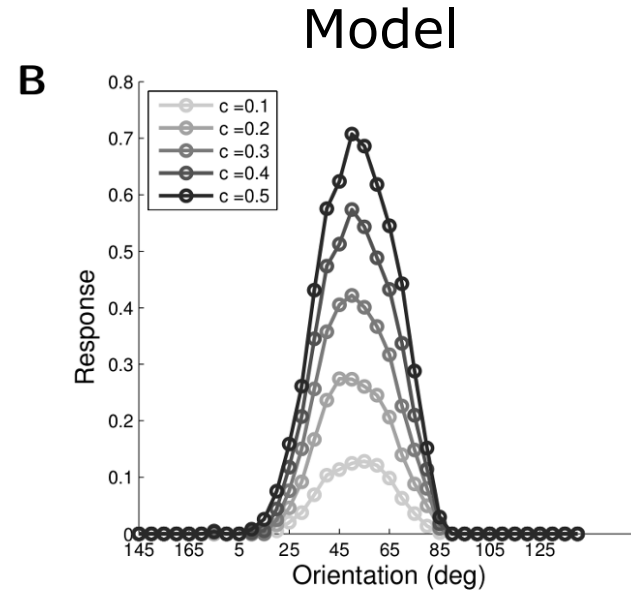 Model
B
0.8
0.7
0.6
0.5
0.4
0.3
0.2
0.1
0
c =0.1
c =0.2
c =0.3
c =0.4
c =0.5
Response
145 165 5 25 45 65 85 105 125
Orientation (deg)